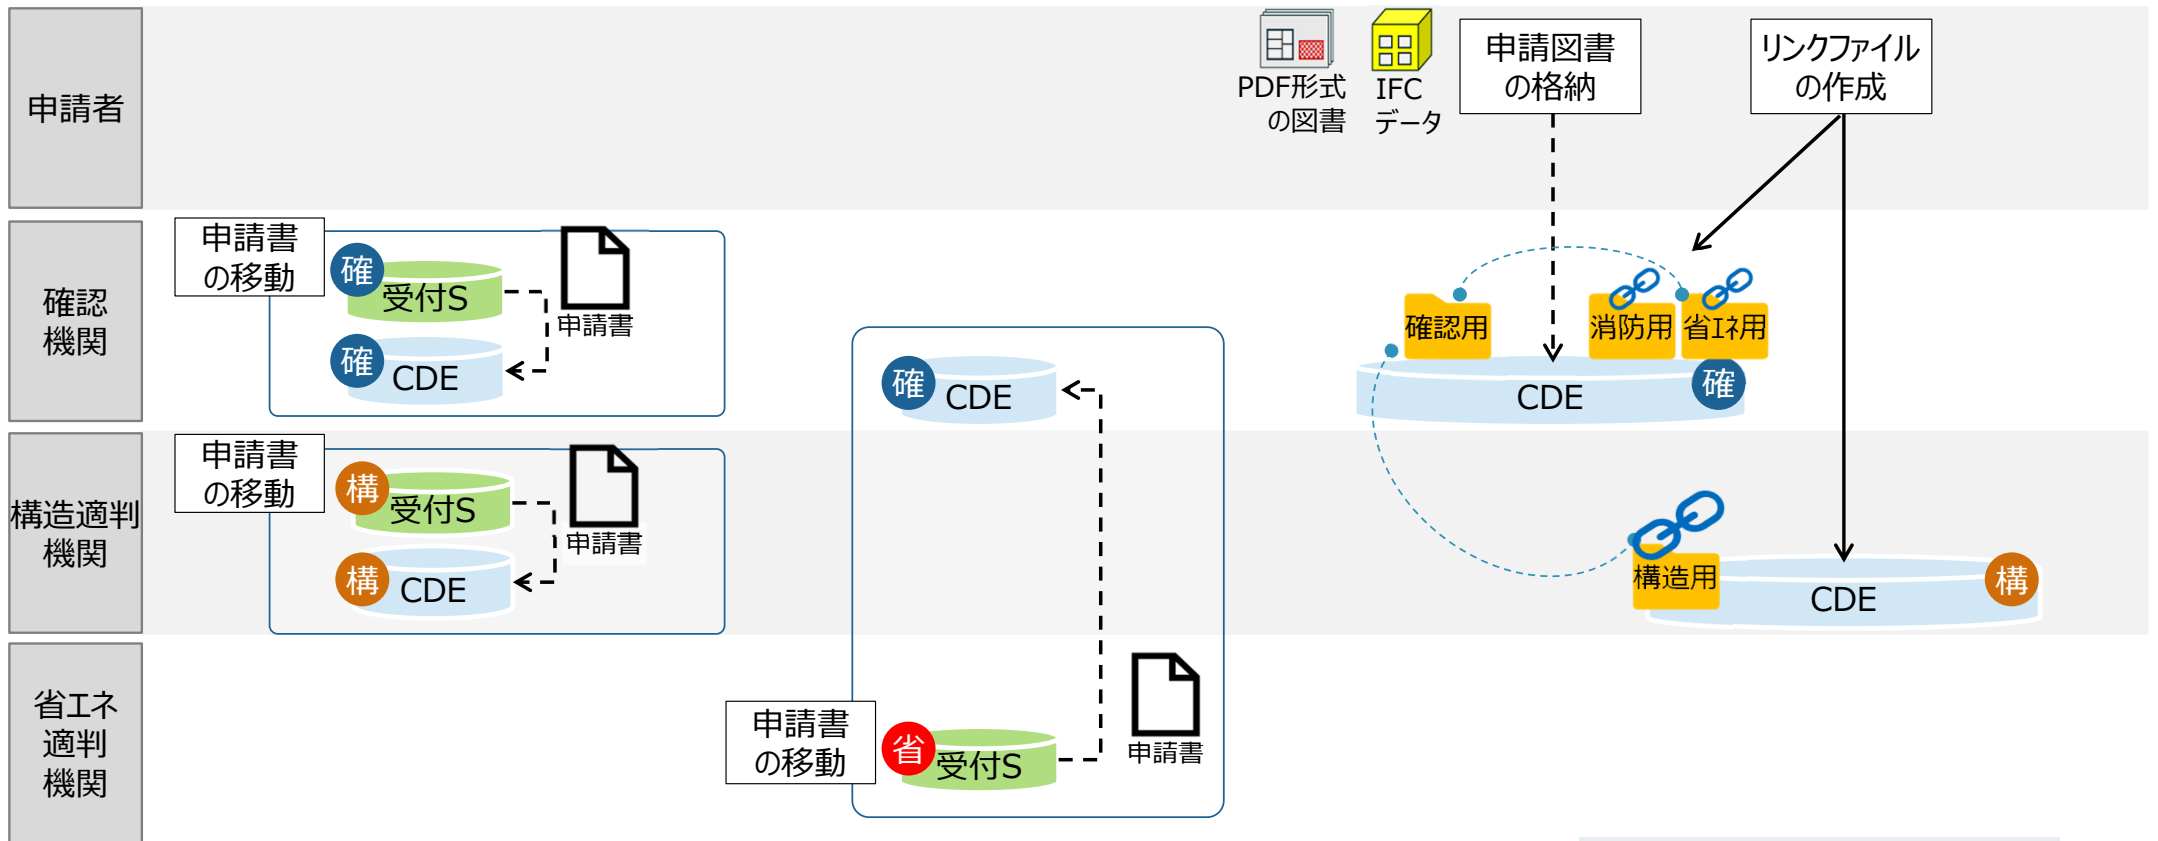 申請者
PDF形式
の図書
IFC
データ
申請図書
の格納
リンクファイル
の作成
確認
機関
申請書
の移動
確
受付S
申請書
確
CDE
確
CDE
確認用
消防用
省エネ用
CDE
確
構造適判
機関
申請書
の移動
構
受付S
申請書
構
CDE
構造用
CDE
構
省エネ
適判
機関
申請書
の移動
省
受付S
申請書